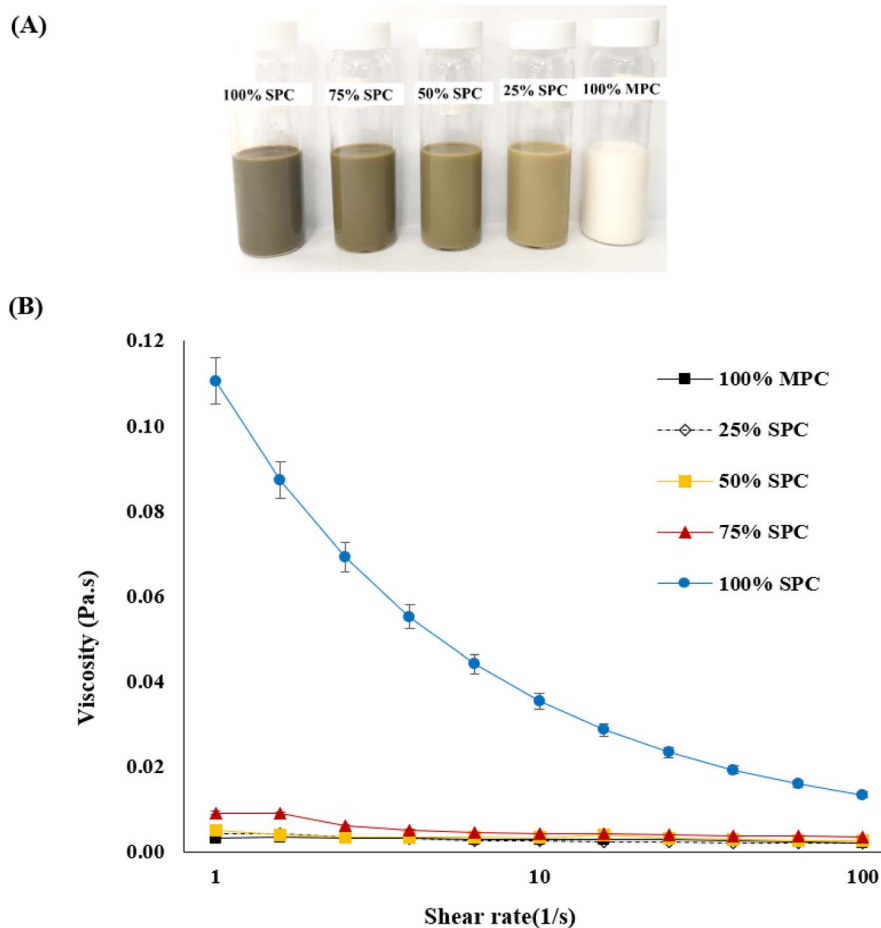 (A)
100% SPC 75% SPC 50% SPC 25% SPC 100% MPC
(B)
0.12
0.10
0.08
0.06
0.04
0.02
0.00
Viscosity (Pa.s)
100% MPC
25% SPC
50% SPC
75% SPC
100% SPC
1 10 100
Shear rate(1/s)